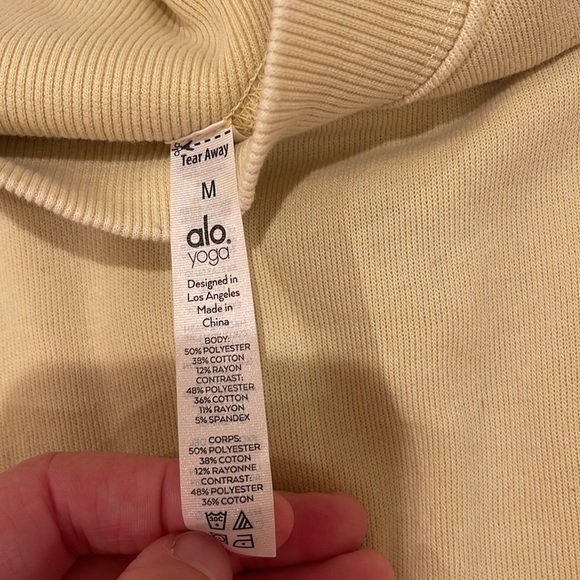 Tear Away
M
alo.
yoga
Designed in
Los Angeles
Made in
China
BODY:
50% POLYESTER
38% COTTON
12% RAYON
CONTRAST:
48% POLYESTER
36% COTTON
11% RAYON
5% SPANDEX
CORPS:
50% POLYESTER
38% COTON
12% RAYONNE
CONTRAST:
48% POLYESTER
36% COTON
30C